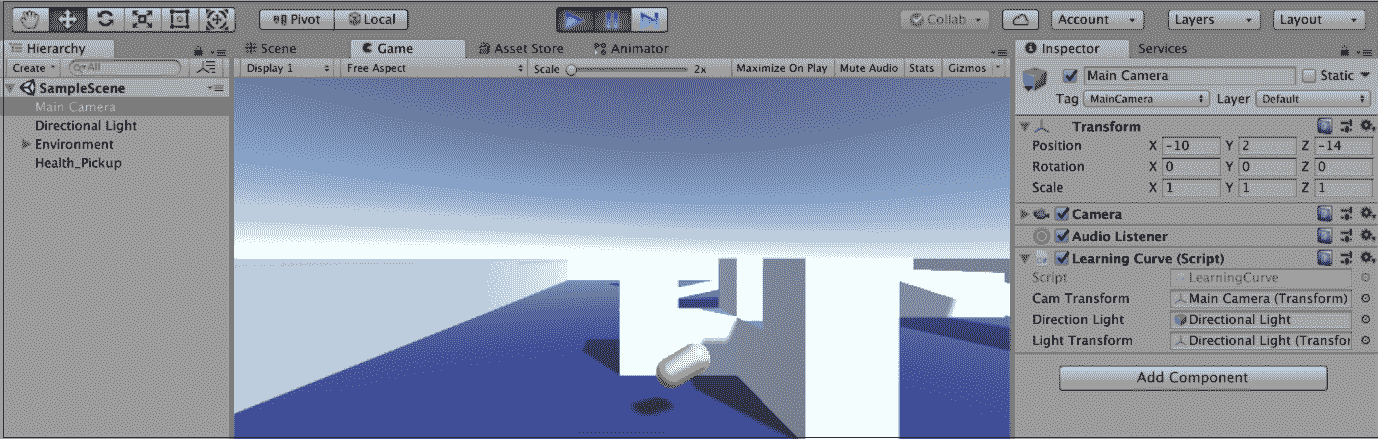 Pivot Local Collab Account Layers Layout
Hierarchy Scene Game Asset Store Animator Inspector Services
Create All Display 1 Free Aspect Scale 2x Maximize On Play Mute Audio Stats Gizmos Main Camera Static
SampleScene Tag MainCamera Layer Default
Main Camera
Directional Light Transform
Environment Position X -10 Y 2 Z -14
Health_Pickup Rotation X 0 Y 0 Z 0
Scale X 1 Y 1 Z 1
Camera
Audio Listener
Learning Curve (Script)
Script LearningCurve
Cam Transform Main Camera (Transform)
Direction Light Directional Light
Light Transform Directional Light (Transfor
Add Component